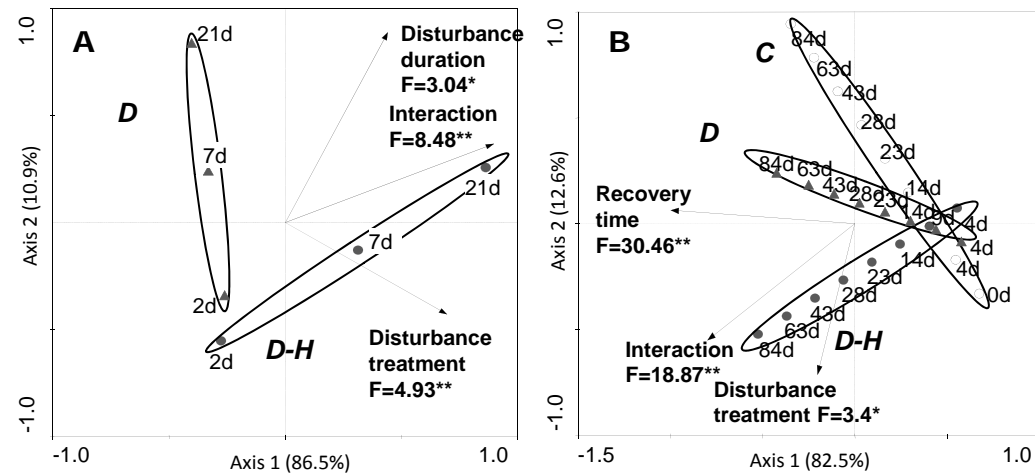 1.0
A
21d
Disturbance
duration
F=3.04*
Interaction
F=8.48**
D
7d
21d
7d
2d
2d
D-H
Disturbance
treatment
F=4.93**
Axis 2 (10.9%)
-1.0
-1.0
Axis 1 (86.5%)
1.0
1.0
B
C
84d
63d
43d
28d
23d
14d
D
84d
63d
43d
28d
23d
14d
9d
4d
4d
4d
0d
Recovery
time
F=30.46**
14d
23d
28d
43d
63d
84d
D-H
Interaction
F=18.87**
Disturbance
treatment F=3.4*
Axis 2 (12.6%)
-1.0
-1.5
Axis 1 (82.5%)
1.0